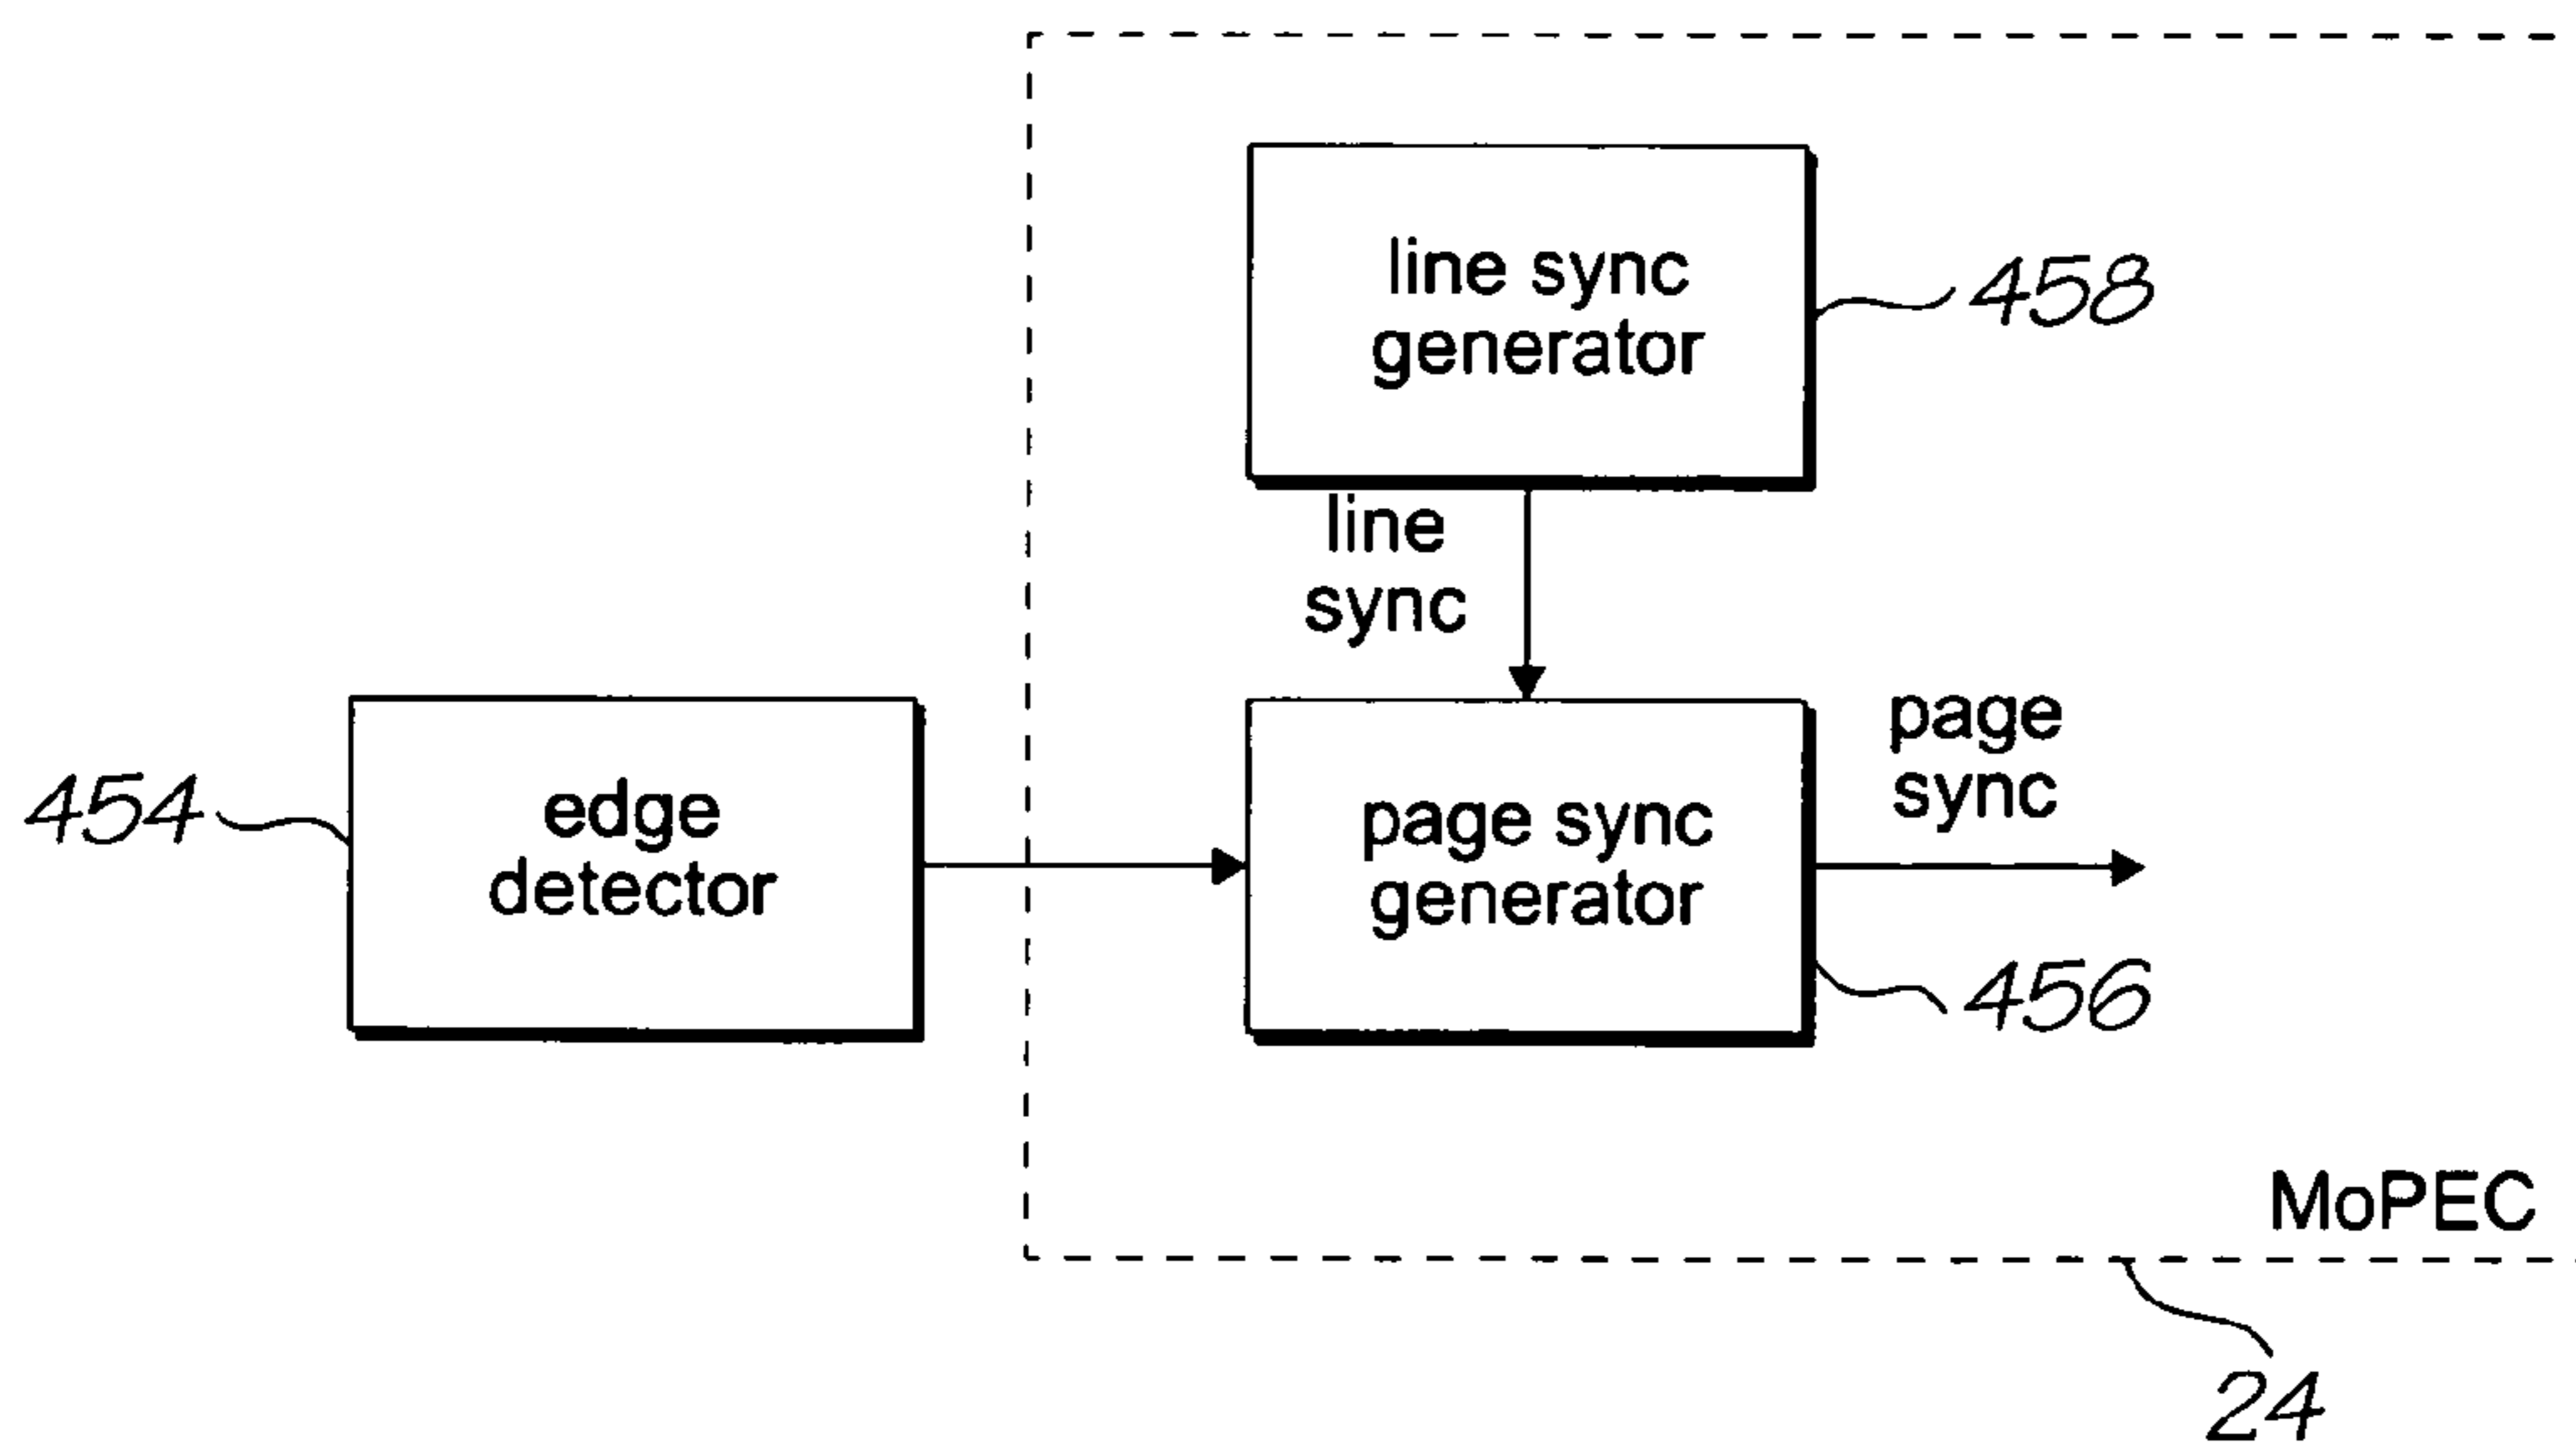 line sync
generator
458
line
sync
454
edge
detector
page sync
generator
page
sync
456
MoPEC
24